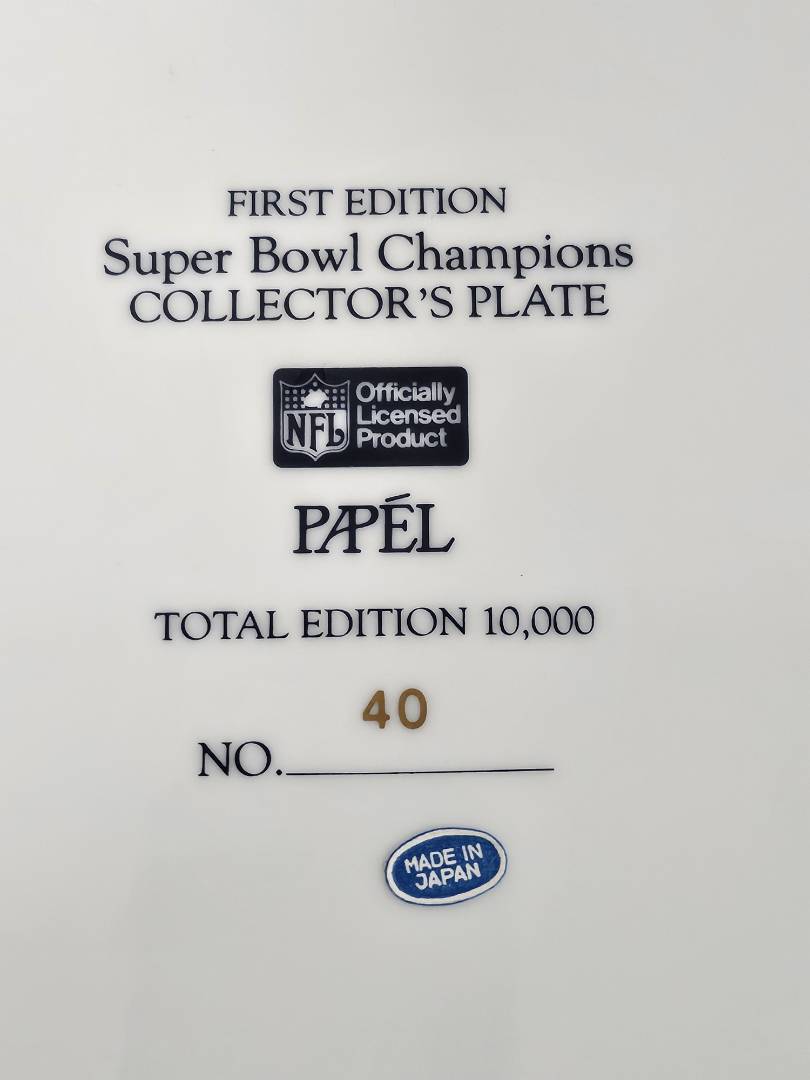 FIRST EDITION
Super Bowl Champions
COLLECTOR'S PLATE
NFL
Officially
Licensed
Product
PAPÉL
TOTAL EDITION 10,000
40
NO.
MADE IN
JAPAN